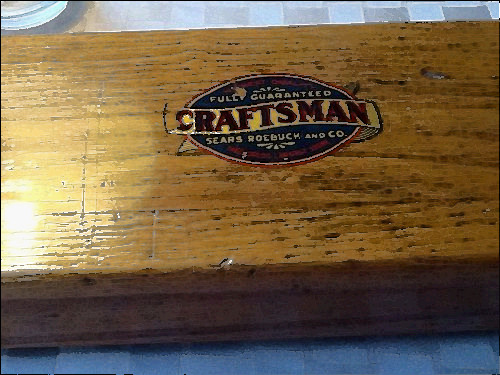 FULLY GUARANTEED
CRAFTSMAN
SEARS ROEBUCK AND CO.